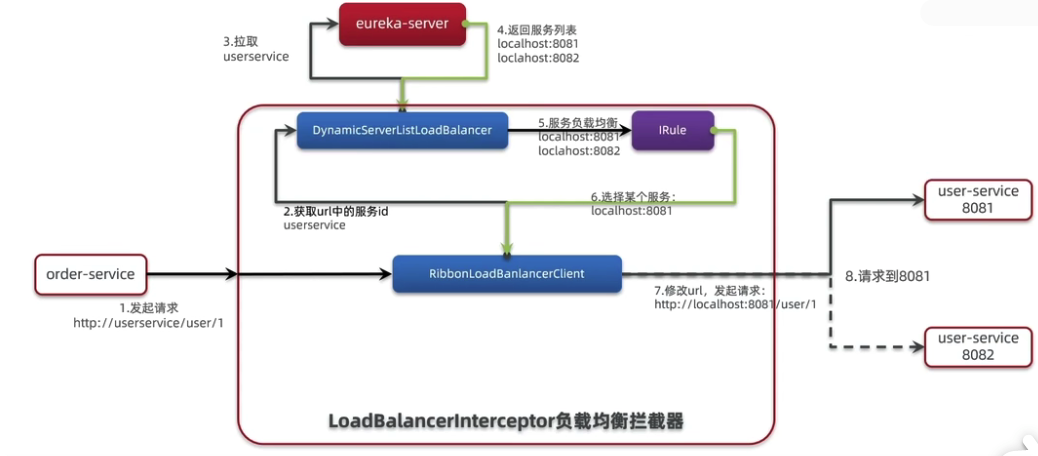 eureka-server
3.拉取
userservice
4.返回服务列表
localhost:8081
loclahost:8082
DynamicServerListLoadBalancer
5.服务负载均衡
localhost:8081
loclahost:8082
IRule
2.获取url中的服务id
userservice
6.选择某个服务：
localhost:8081
user-service
8081
order-service
RibbonLoadBanlancerClient
8.请求到8081
1.发起请求
http://userservice/user/1
7.修改url，发起请求：
http://localhost:8081/user/1
user-service
8082
LoadBalancerInterceptor负载均衡拦截器